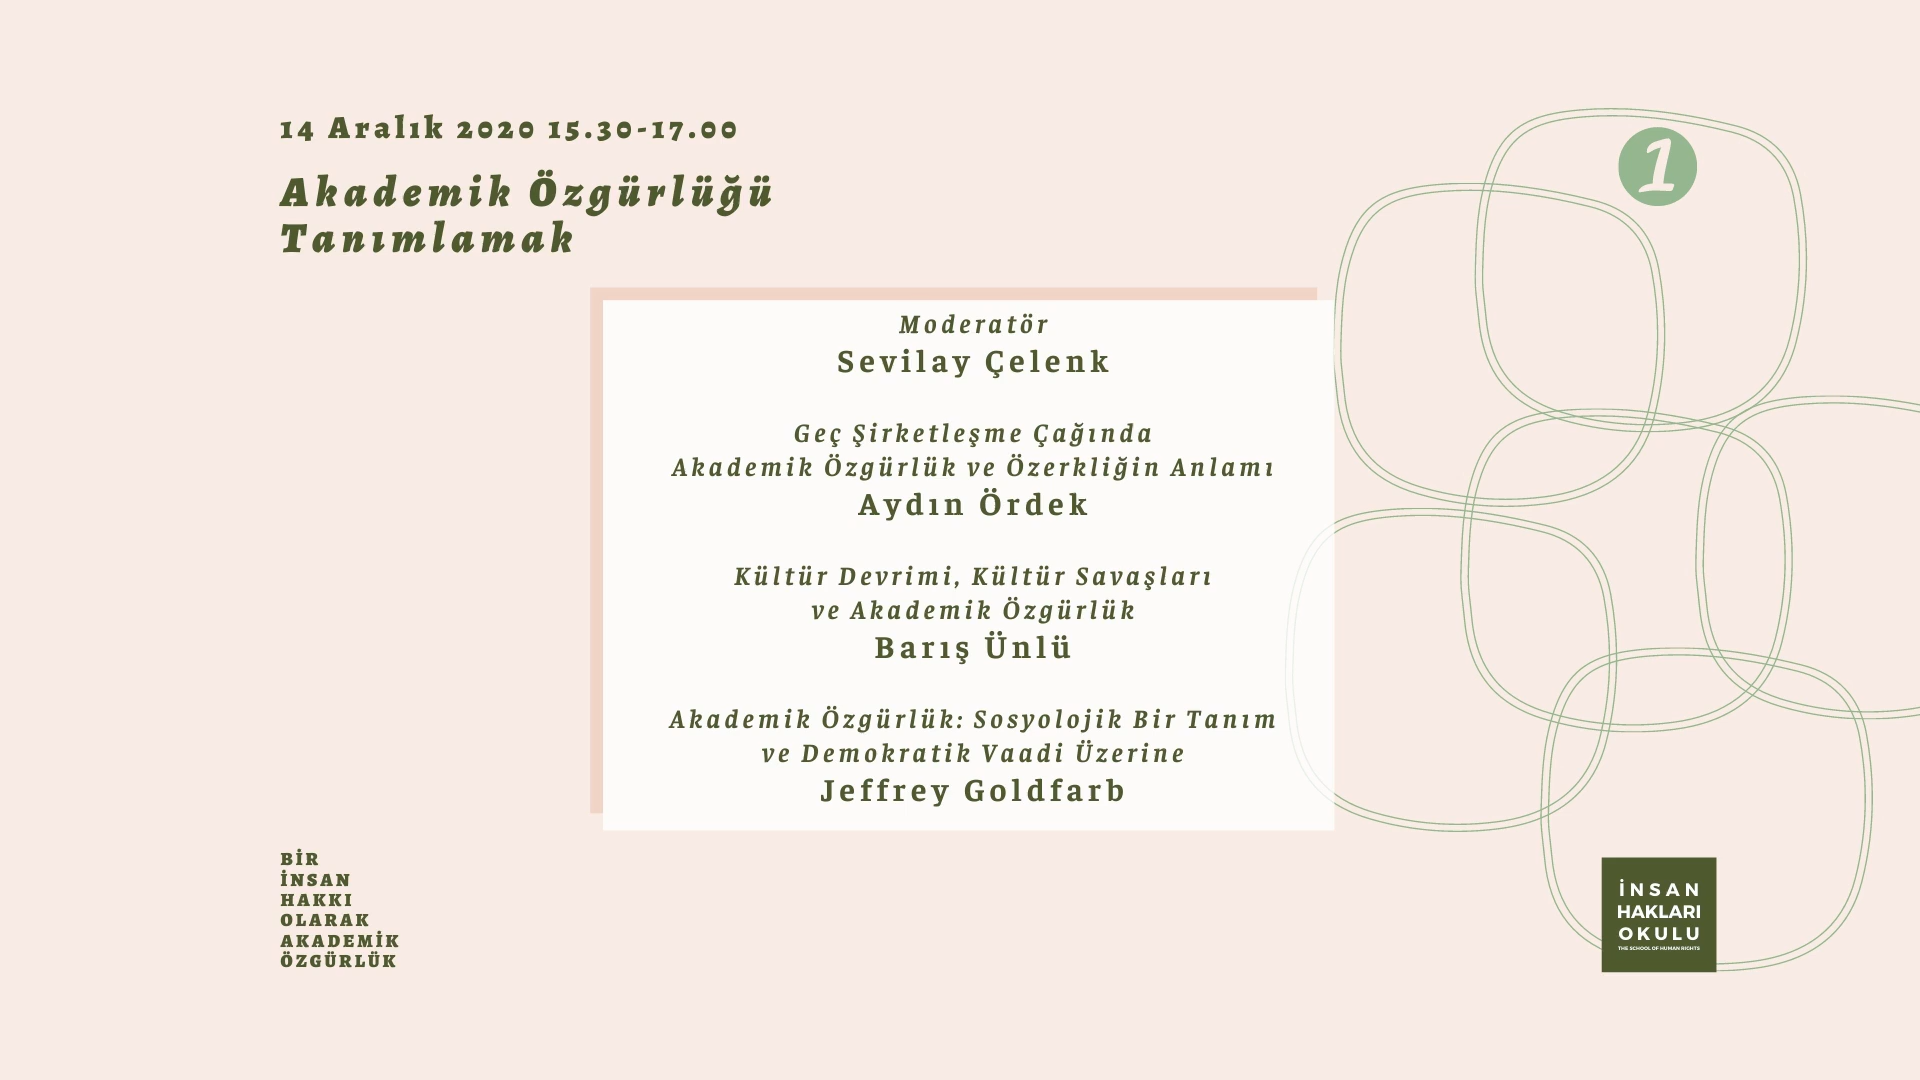 14 Aralık 2020 15.30-17.00
Akademik Özgürlüğü
Tanımlamak
1
Moderatör
Sevilay Çelenk
Geç Şirketleşme Çağında
Akademik Özgürlük ve Özerkliğin Anlamı
Aydın Ördek
Kültür Devrimi, Kültür Savaşları
ve Akademik Özgürlük
Barış Ünlü
Akademik Özgürlük: Sosyolojik Bir Tanım
ve Demokratik Vaadi Üzerine
Jeffrey Goldfarb
BİR
İNSAN
HAKKI
OLARAK
AKADEMİK
ÖZGÜRLÜK
İNSAN
HAKLARI
OKULU
THE SCHOOL OF HUMAN RIGHTS